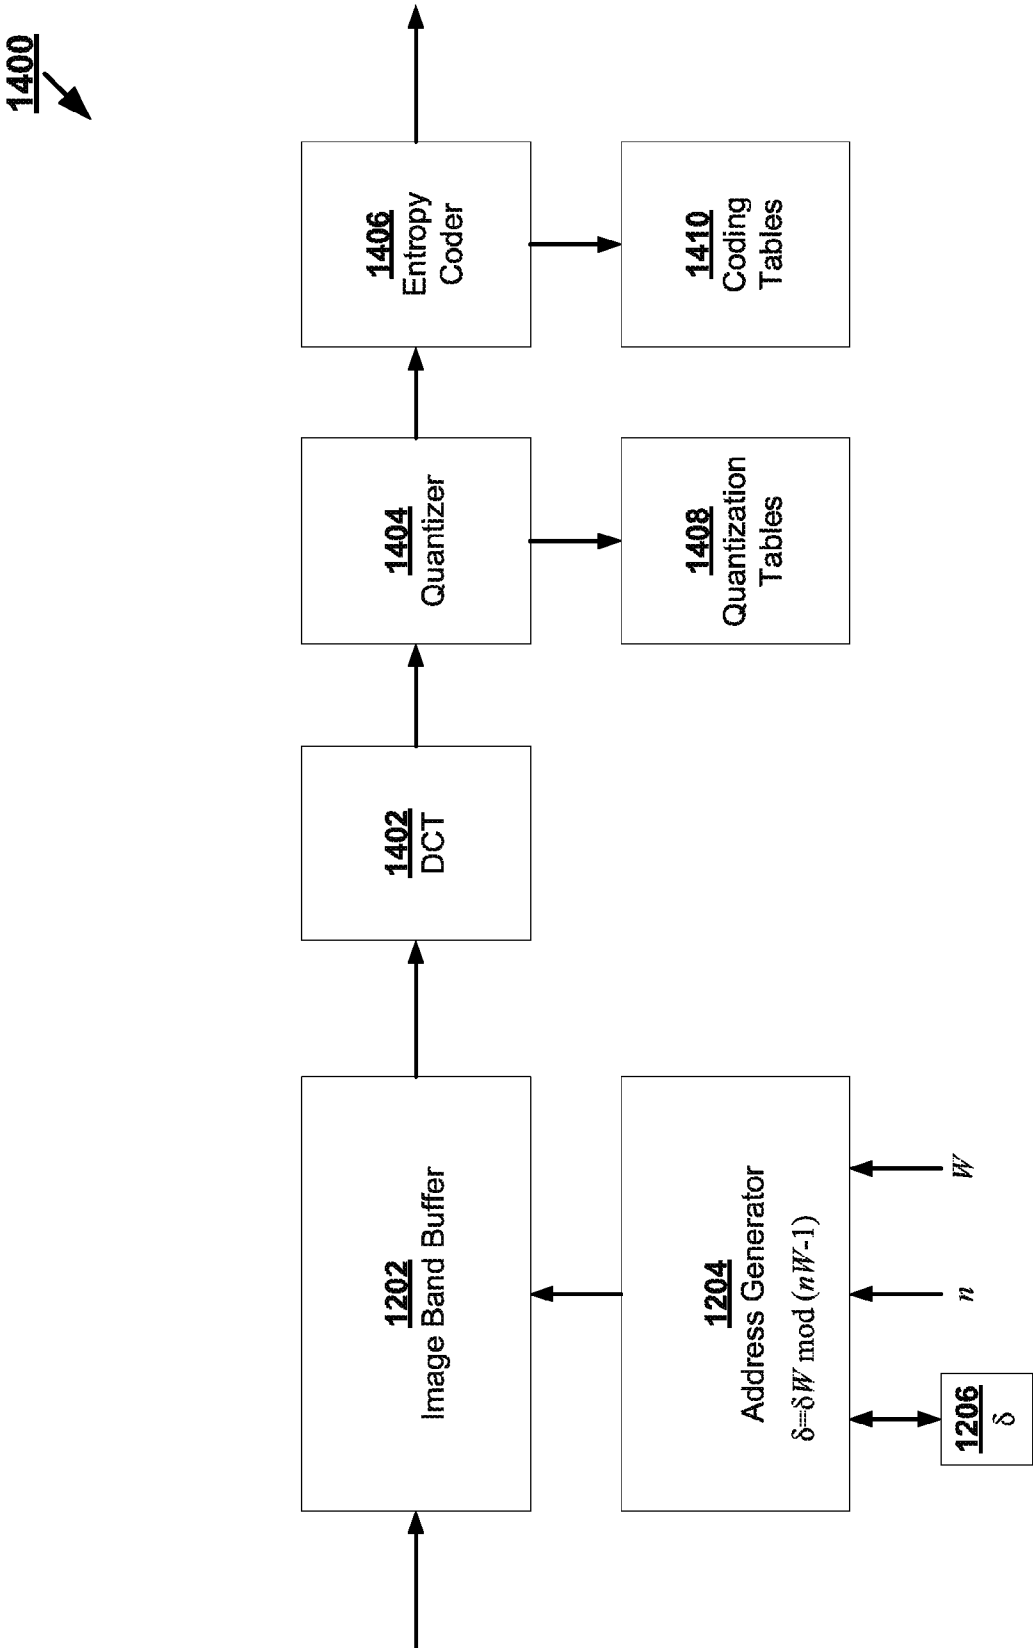 1400
1202
Image Band Buffer
1402
DCT
1404
Quantizer
1406
Entropy
Coder
1204
Address Generator
δ=δW mod (nW-1)
1408
Quantization
Tables
1410
Coding
Tables
1206
δ
n
W